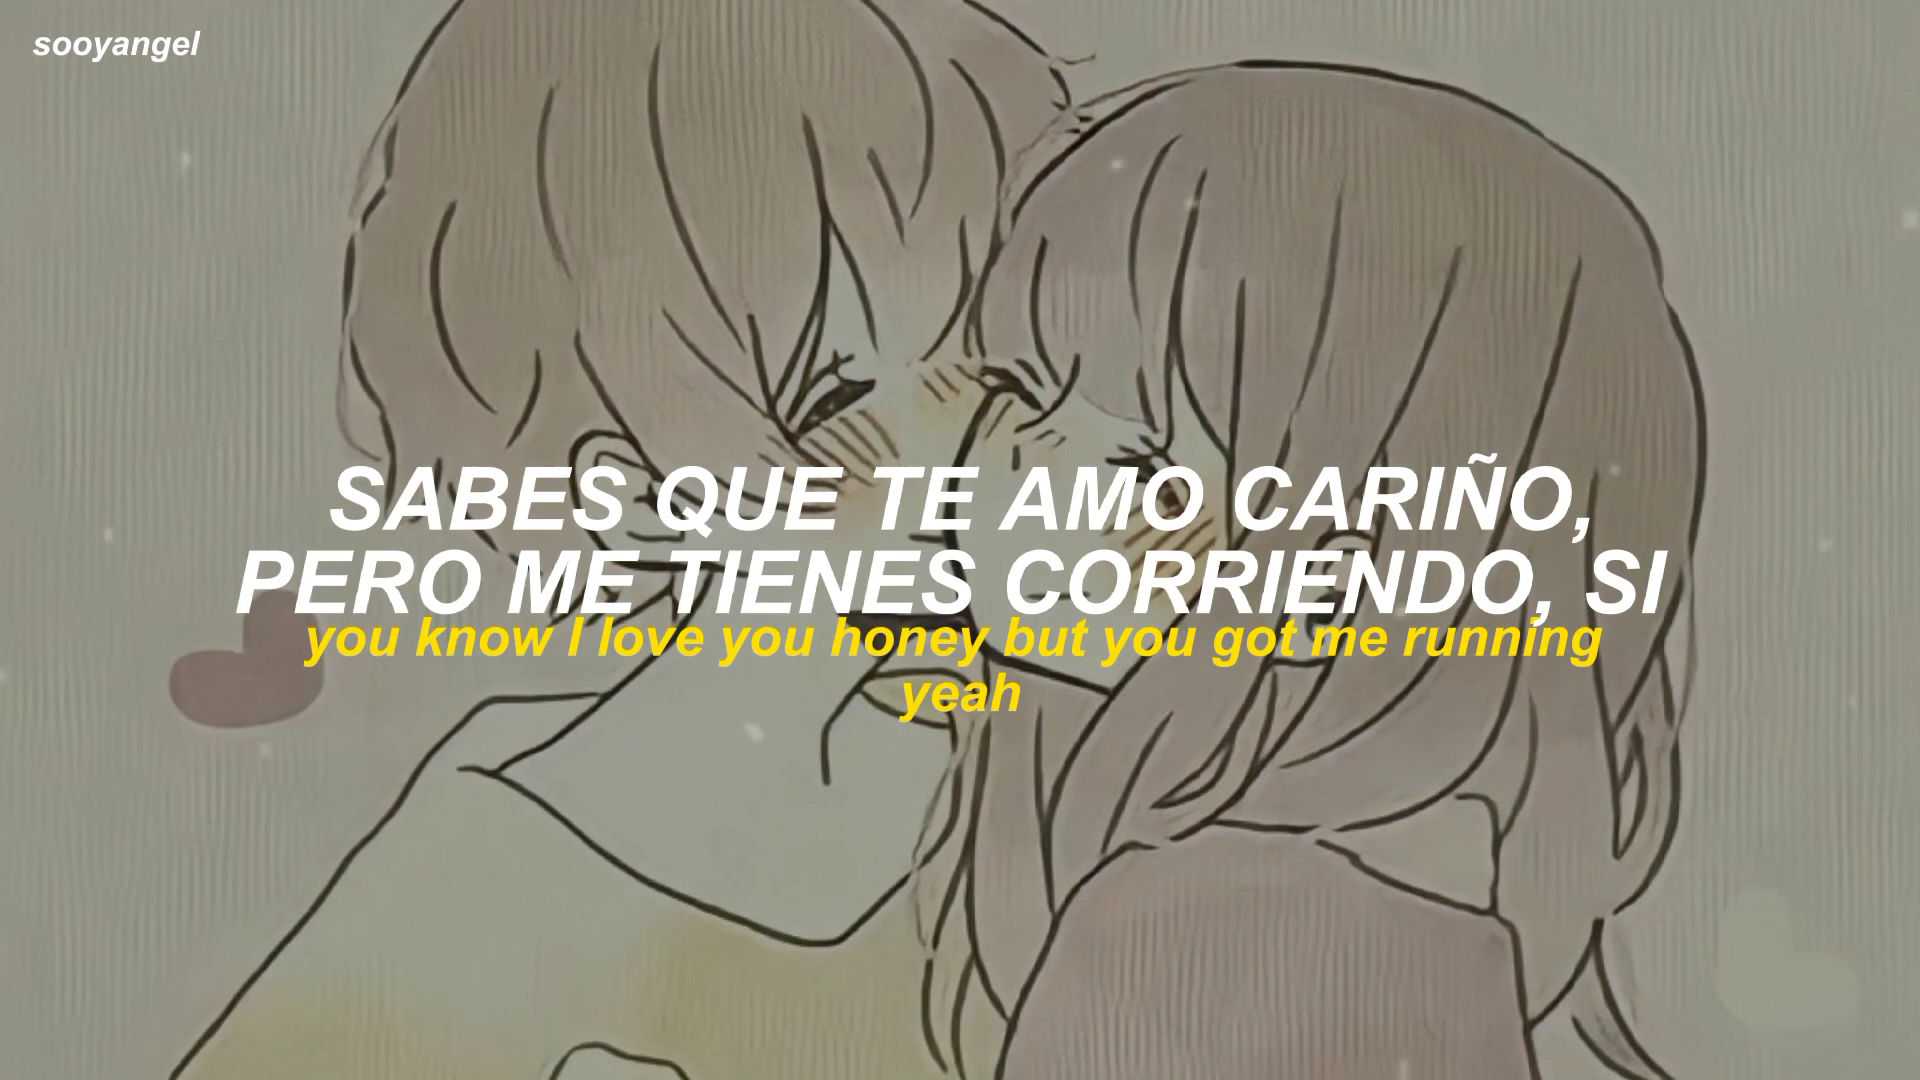 sooyangel
SABES QUE TE AMO CARIÑO,
PERO ME TIENES CORRIENDO, SI
you know I love you honey but you got me running
yeah